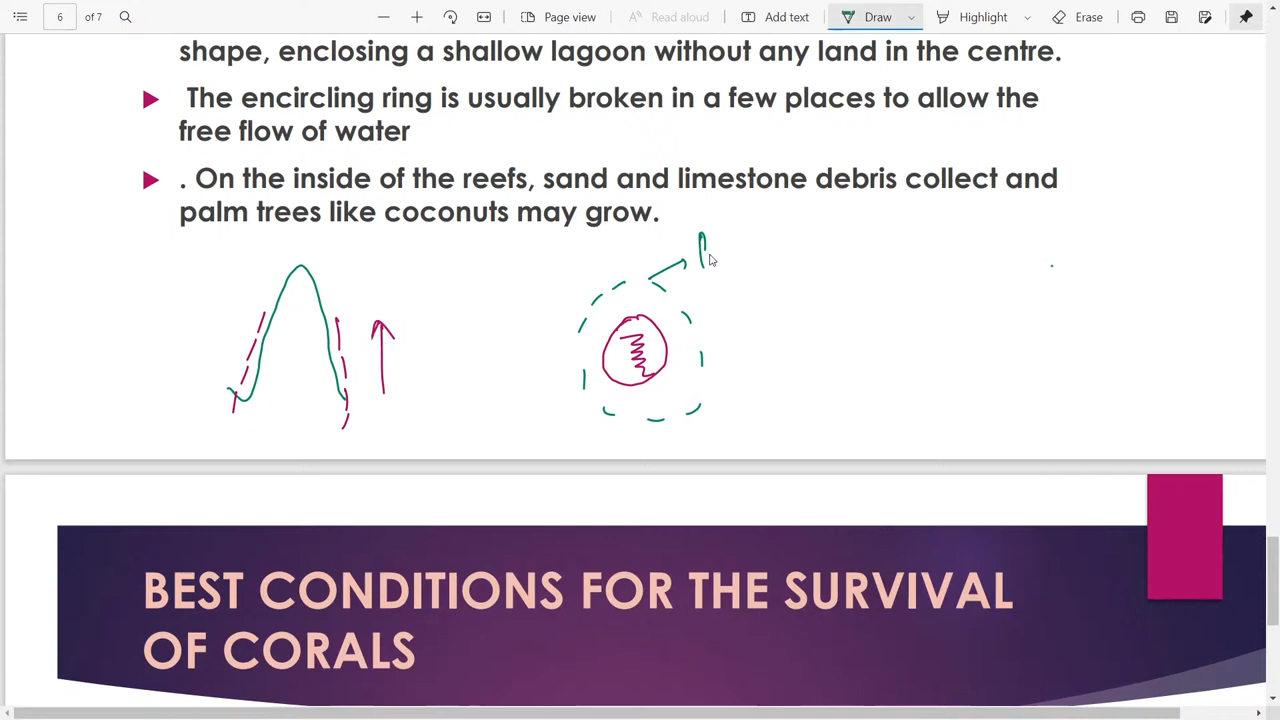 6 of 7 Page view Read aloud Add text Draw Highlight Erase
shape, enclosing a shallow lagoon without any land in the centre.
The encircling ring is usually broken in a few places to allow the
free flow of water
. On the inside of the reefs, sand and limestone debris collect and
palm trees like coconuts may grow.
BEST CONDITIONS FOR THE SURVIVAL
OF CORALS